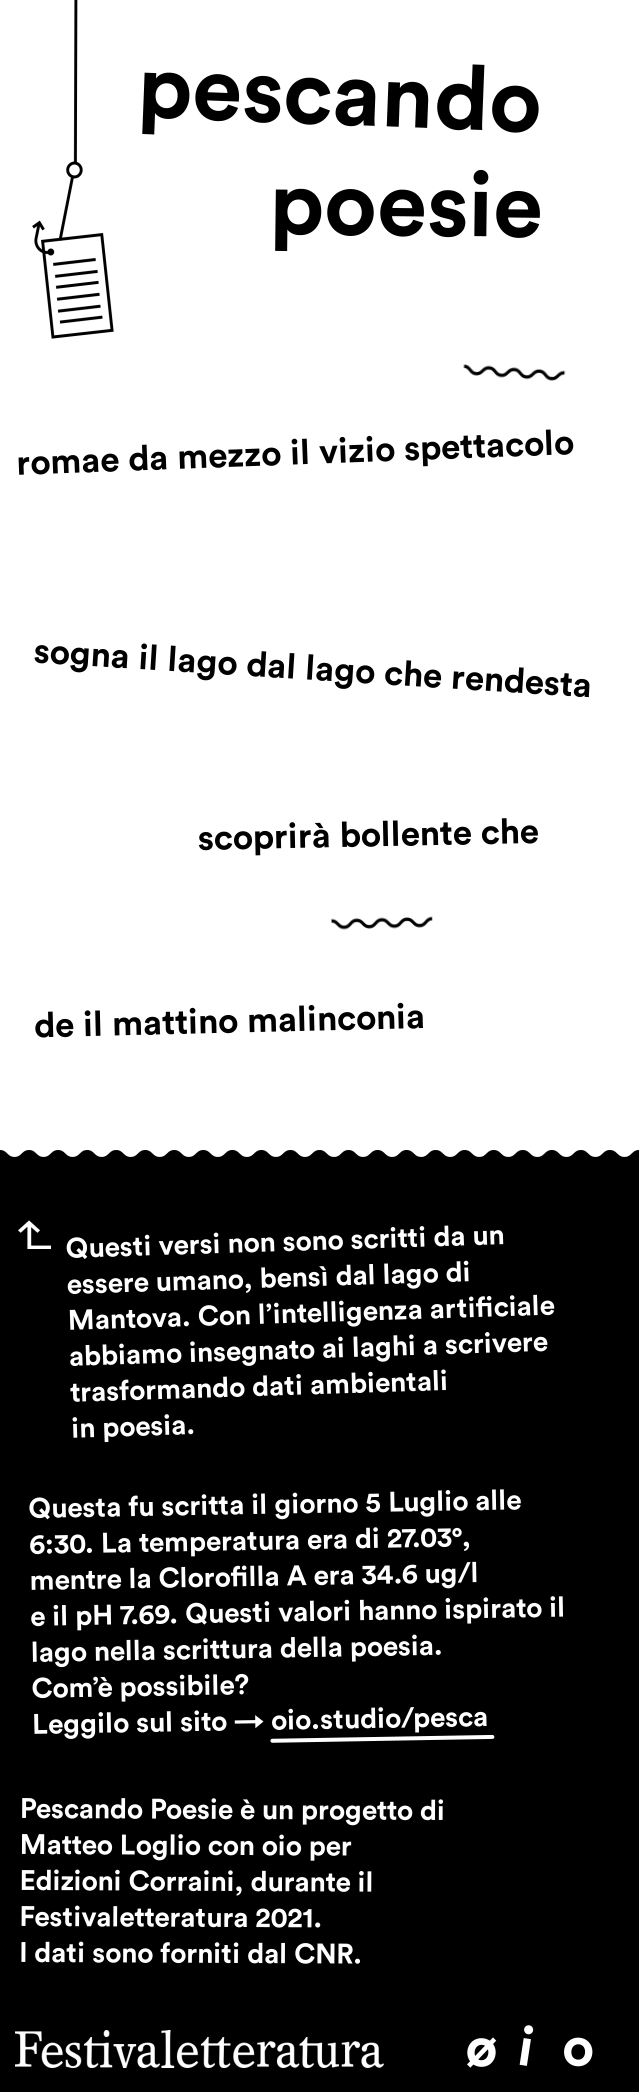 pescando
poesie
romae da mezzo il vizio spettacolo
sogna il lago dal lago che rendesta
scoprirà bollente che
de il mattino malinconia
Questi versi non sono scritti da un
essere umano, bensì dal lago di
Mantova. Con l’intelligenza artificiale
abbiamo insegnato ai laghi a scrivere
trasformando dati ambientali
in poesia.
Questa fu scritta il giorno 5 Luglio alle
6:30. La temperatura era di 27.03°,
mentre la Clorofilla A era 34.6 ug/l
e il pH 7.69. Questi valori hanno ispirato il
lago nella scrittura della poesia.
Com’è possibile?
Leggilo sul sito → oio.studio/pesca
Pescando Poesie è un progetto di
Matteo Loglio con oio per
Edizioni Corraini, durante il
Festivaletteratura 2021.
I dati sono forniti dal CNR.
Festivaletteratura ø i o